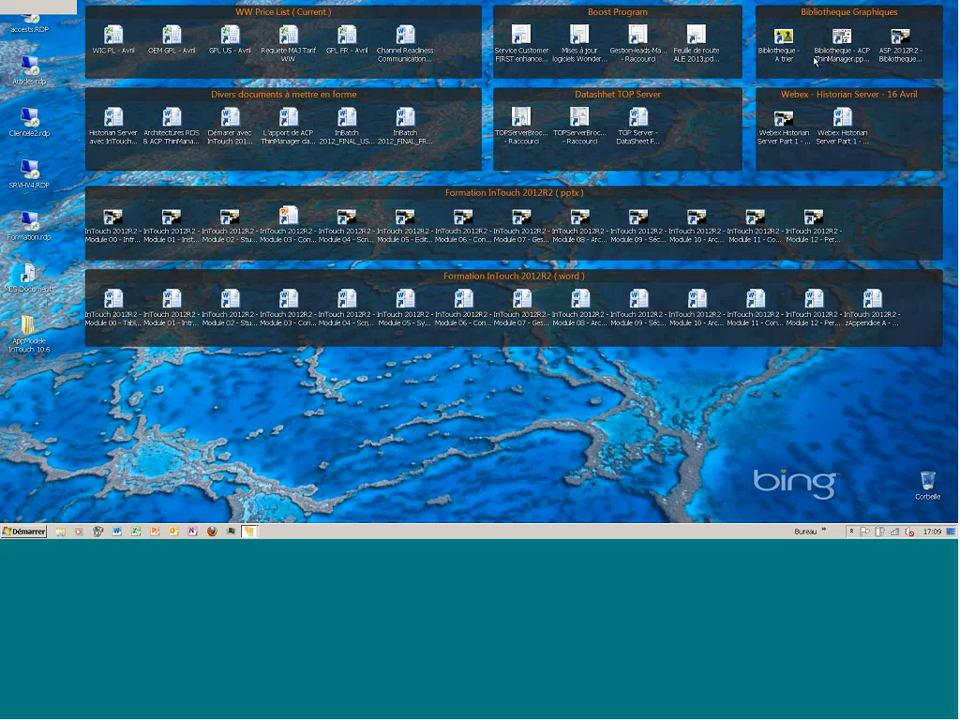 accents.RDP
WW Price List ( Current )
WIC PL - Avril
OEM GPL - Avril
GPL US - Avril
Requete MAJ Tarif
WW
GPL FR - Avril
Channel Readiness
Communication...
Boost Program
Service Customer
FIRST enhance...
Mises à jour
logiciels Wonder...
Gestion-leads-Ma...
- Raccourci
Feuille de route
ALE 2013.pd...
Bibliotheque Graphiques
Bibliotheque -
A trier
Bibliotheque - ACP
ThinManager.pp...
ASP 2012R2 -
Bibliotheque...
Divers documents à mettre en forme
Historian Server
avec InTouch...
Architectures RDS
& ACP ThinMana...
Démarer avec
InTouch 201...
L'apport de ACP
ThinManager da...
InBatch
2012_FINAL_US...
InBatch
2012_FINAL_FR...
Datashhet TOP Server
TOPServerBroc...
- Raccourci
TOPServerBroc...
- Raccourci
TOP Server -
DataSheet F...
Webex - Historian Server - 16 Avril
Webex Historian
Server Part 1 - ...
Webex Historian
Server Part 1 - ...
Clientele2.rdp
SRVHV4.RDP
Formation.rdp
AppModele
InTouch 10.6
Formation InTouch 2012R2 ( pptx )
InTouch 2012R2 -
Module 00 - Intr...
InTouch 2012R2 -
Module 01 - Inst...
InTouch 2012R2 -
Module 02 - Stu...
InTouch 2012R2 -
Module 03 - Con...
InTouch 2012R2 -
Module 04 - Scri...
InTouch 2012R2 -
Module 05 - Edit...
InTouch 2012R2 -
Module 06 - Con...
InTouch 2012R2 -
Module 07 - Ges...
InTouch 2012R2 -
Module 08 - Arc...
InTouch 2012R2 -
Module 09 - Séc...
InTouch 2012R2 -
Module 10 - Arc...
InTouch 2012R2 -
Module 11 - Co...
InTouch 2012R2 -
Module 12 - Per...
Formation InTouch 2012R2 ( word )
InTouch 2012R2 -
Module 00 - Tabl...
InTouch 2012R2 -
Module 01 - Intr...
InTouch 2012R2 -
Module 02 - Stu...
InTouch 2012R2 -
Module 03 - Con...
InTouch 2012R2 -
Module 04 - Scri...
InTouch 2012R2 -
Module 05 - Sy...
InTouch 2012R2 -
Module 06 - Con...
InTouch 2012R2 -
Module 07 - Ges...
InTouch 2012R2 -
Module 08 - Arc...
InTouch 2012R2 -
Module 09 - Séc...
InTouch 2012R2 -
Module 10 - Arc...
InTouch 2012R2 -
Module 11 - Con...
InTouch 2012R2 -
Module 12 - Per...
InTouch 2012R2 -
zAppendice A - ...
bing
Corbeille
Démarrer
Bureau
17:09